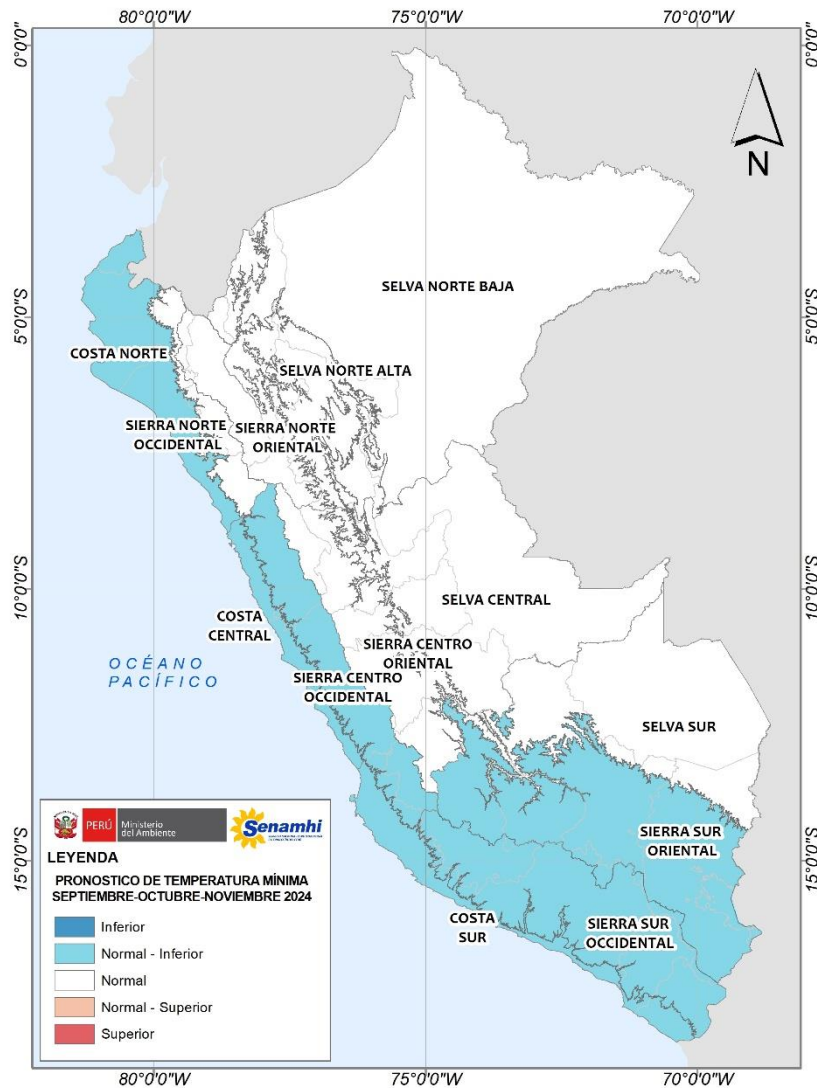 80°0'0"W 75°0'0"W 70°0'0"W
0°0'0" 0°0'0"
N
SELVA NORTE BAJA
5°0'0"S 5°0'0"S
COSTA NORTE
SELVA NORTE ALTA
SIERRA NORTE
OCCIDENTAL
SIERRA NORTE
ORIENTAL
10°0'0"S 10°0'0"S
SELVA CENTRAL
COSTA
CENTRAL
SIERRA CENTRO
ORIENTAL
OCÉANO
PACÍFICO
SIERRA CENTRO
OCCIDENTAL
SELVA SUR
SIERRA SUR
ORIENTAL
15°0'0"S 15°0'0"S
COSTA
SUR
SIERRA SUR
OCCIDENTAL
PERÚ
Ministerio
del Ambiente
Senamhi
LEYENDA
PRONOSTICO DE TEMPERATURA MÍNIMA
SEPTIEMBRE-OCTUBRE-NOVIEMBRE 2024
Inferior
Normal - Inferior
Normal
Normal - Superior
Superior
80°0'0"W 75°0'0"W 70°0'0"W